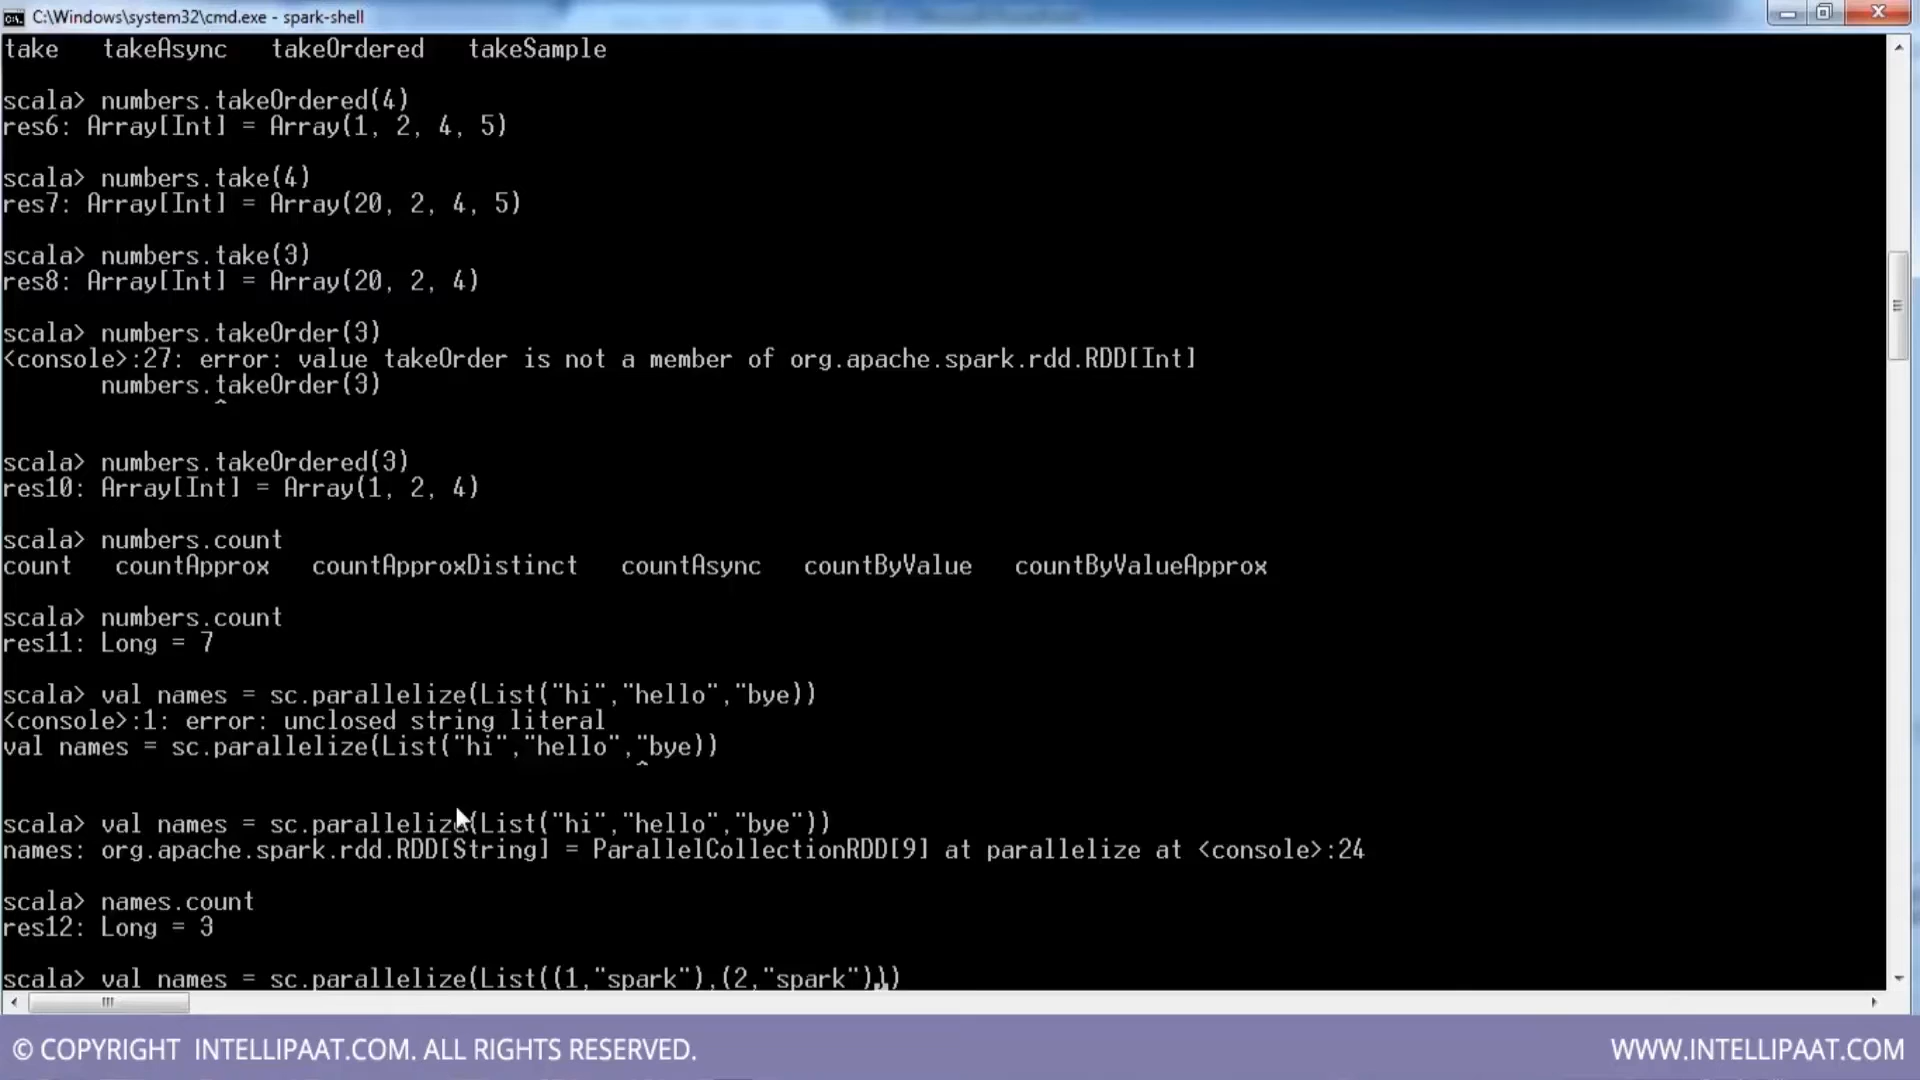 C:\Windows\system32\cmd.exe - spark-shell
take takeAsync takeOrdered takeSample
scala> numbers.takeOrdered(4)
res6: Array[Int] = Array(1, 2, 4, 5)
scala> numbers.take(4)
res7: Array[Int] = Array(20, 2, 4, 5)
scala> numbers.take(3)
res8: Array[Int] = Array(20, 2, 4)
scala> numbers.takeOrder(3)
<console>:27: error: value takeOrder is not a member of org.apache.spark.rdd.RDD[Int]
numbers.takeOrder(3)
^
scala> numbers.takeOrdered(3)
res10: Array[Int] = Array(1, 2, 4)
scala> numbers.count
count countApprox countApproxDistinct countAsync countByValue countByValueApprox
scala> numbers.count
res11: Long = 7
scala> val names = sc.parallelize(List("hi","hello","bye))
<console>:1: error: unclosed string literal
val names = sc.parallelize(List("hi","hello","bye))
^
scala> val names = sc.parallelize(List("hi","hello","bye"))
names: org.apache.spark.rdd.RDD[String] = ParallelCollectionRDD[9] at parallelize at <console>:24
scala> names.count
res12: Long = 3
scala> val names = sc.parallelize(List((1,"spark"),(2,"spark")))
© COPYRIGHT INTELLIPAAT.COM. ALL RIGHTS RESERVED.
WWW.INTELLIPAAT.COM